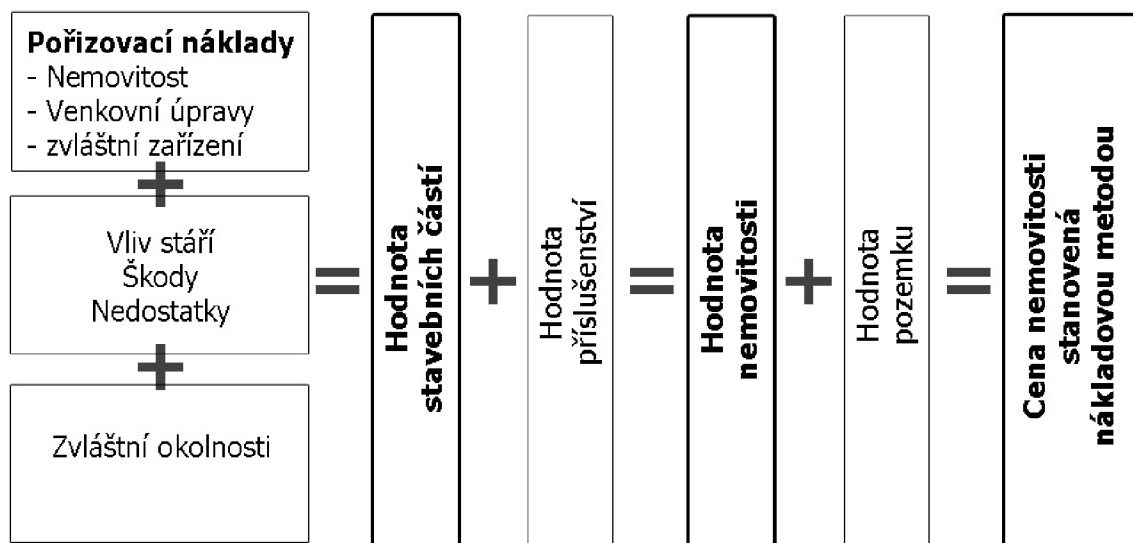 Pořizovací náklady
- Nemovitost
- Venkovní úpravy
- zvláštní zařízení
+
Vliv stáří
Škody
Nedostatky
+
Zvláštní okolnosti
=
Hodnota
stavebních částí
+
Hodnota
příslušenství
=
Hodnota
nemovitosti
+
Hodnota
pozemku
=
Cena nemovitosti
stanovená
nákladovou metodou